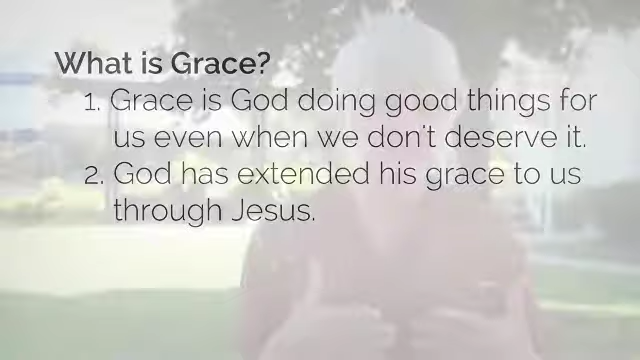 What is Grace?
1. Grace is God doing good things for
us even when we don't deserve it.
2. God has extended his grace to us
through Jesus.